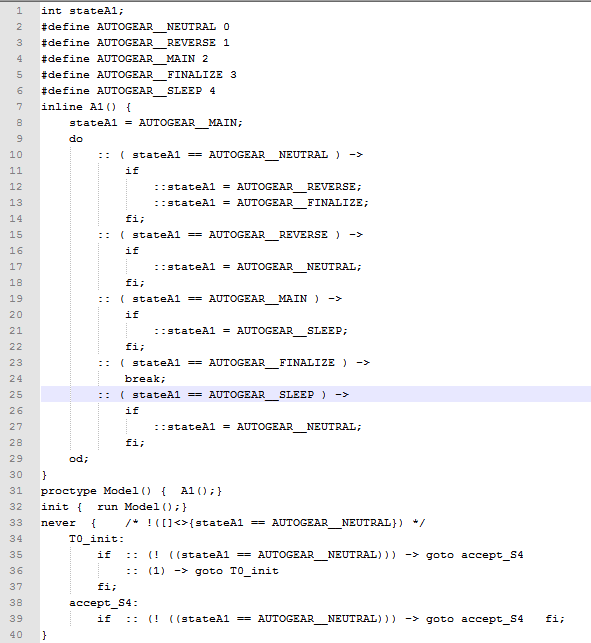 1 int stateA1;
2 #define AUTOGEAR__NEUTRAL 0
3 #define AUTOGEAR__REVERSE 1
4 #define AUTOGEAR__MAIN 2
5 #define AUTOGEAR__FINALIZE 3
6 #define AUTOGEAR__SLEEP 4
7 inline A1() {
8     stateA1 = AUTOGEAR__MAIN;
9     do
10         :: ( stateA1 == AUTOGEAR__NEUTRAL ) ->
11             if
12                 ::stateA1 = AUTOGEAR__REVERSE;
13                 ::stateA1 = AUTOGEAR__FINALIZE;
14             fi;
15         :: ( stateA1 == AUTOGEAR__REVERSE ) ->
16             if
17                 ::stateA1 = AUTOGEAR__NEUTRAL;
18             fi;
19         :: ( stateA1 == AUTOGEAR__MAIN ) ->
20             if
21                 ::stateA1 = AUTOGEAR__SLEEP;
22             fi;
23         :: ( stateA1 == AUTOGEAR__FINALIZE ) ->
24             break;
25         :: ( stateA1 == AUTOGEAR__SLEEP ) ->
26             if
27                 ::stateA1 = AUTOGEAR__NEUTRAL;
28             fi;
29     od;
30 }
31 proctype Model() {  A1();}
32 init {  run Model();}
33 never  {    /* !([]<>{stateA1 == AUTOGEAR__NEUTRAL}) */
34     T0_init:
35         if  :: (! ((stateA1 == AUTOGEAR__NEUTRAL))) -> goto accept_S4
36             :: (1) -> goto T0_init
37         fi;
38     accept_S4:
39         if  :: (! ((stateA1 == AUTOGEAR__NEUTRAL))) -> goto accept_S4   fi;
40 }